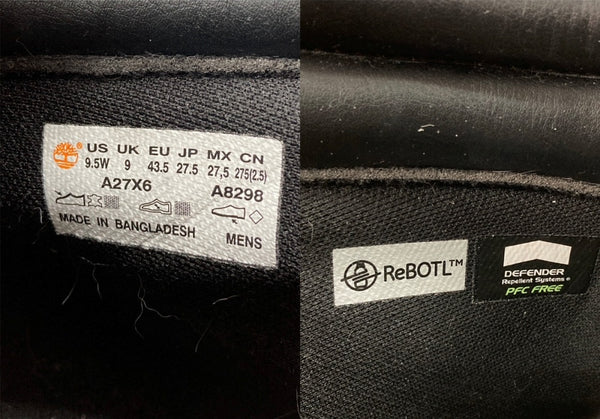 US UK EU JP MX CN
9.5W 9 43.5 27.5 27,5 275(2.5)
A27X6 A8298
MADE IN BANGLADESH MENS
ReBOTL™
DEFENDER
Repellent Systems®
PFC FREE